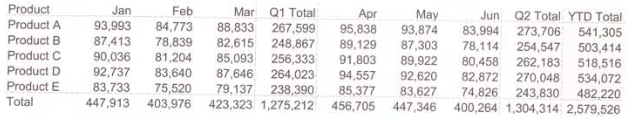 Product Jan Feb Mar Q1 Total Apr May Jun Q2 Total YTD Total
Product A 93,993 84,773 88,833 267,599 95,838 93,874 83,994 273,706 541,305
Product B 87,413 78,839 82,615 248,867 89,129 87,303 78,114 254,547 503,414
Product C 90,036 81,204 85,093 256,333 91,803 89,922 80,458 262,183 518,516
Product D 92,737 83,640 87,646 264,023 94,557 92,620 82,872 270,048 534,072
Product E 83,733 75,520 79,137 238,390 85,377 83,627 74,826 243,830 482,220
Total 447,913 403,976 423,323 1,275,212 456,705 447,346 400,264 1,304,314 2,579,526